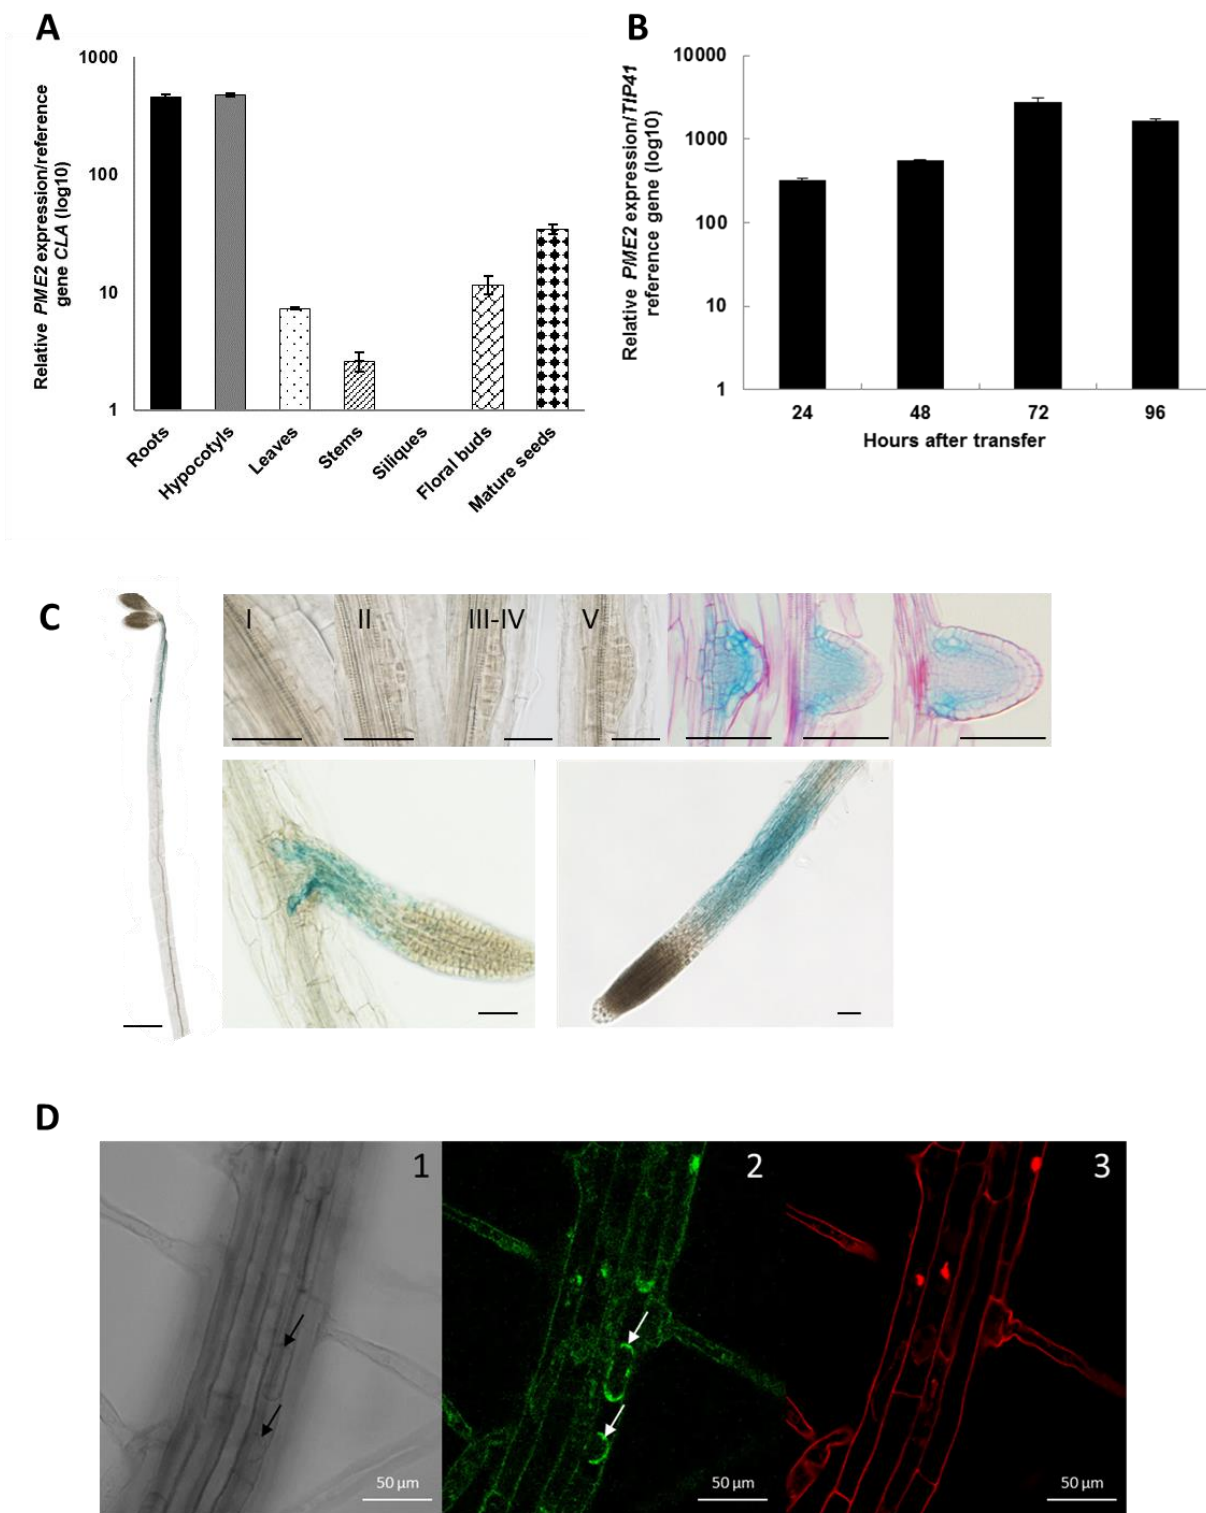 A
Relative PME2 expression/reference
gene CLA (log10)
1000
100
10
1
Roots
Hypocotyls
Leaves
Stems
Siliques
Floral buds
Mature seeds
B
Relative PME2 expression/TIP41
reference gene (log10)
10000
1000
100
10
1
24
48
72
96
Hours after transfer
C
I
II
III-IV
V
D
1
2
3
50 µm
50 µm
50 µm